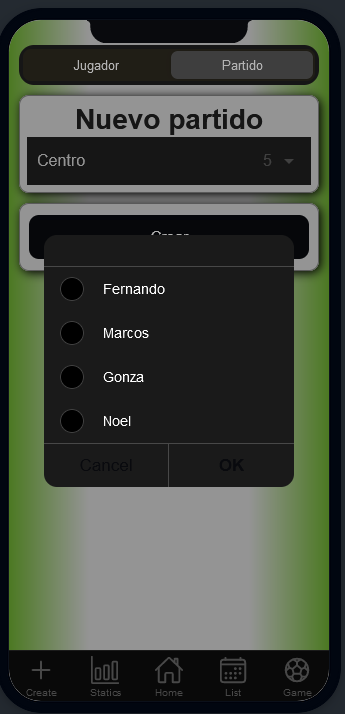 Jugador Partido
Nuevo partido
Centro 5
Fernando
Marcos
Gonza
Noel
Cancel OK
Create Statics Home List Game